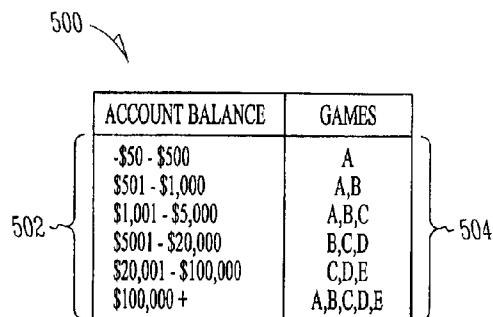 500
ACCOUNT BALANCE GAMES
-$50 - $500 A
$501 - $1,000 A,B
$1,001 - $5,000 A,B,C
502 $5001 - $20,000 B,C,D 504
$20,001 - $100,000 C,D,E
$100,000 + A,B,C,D,E